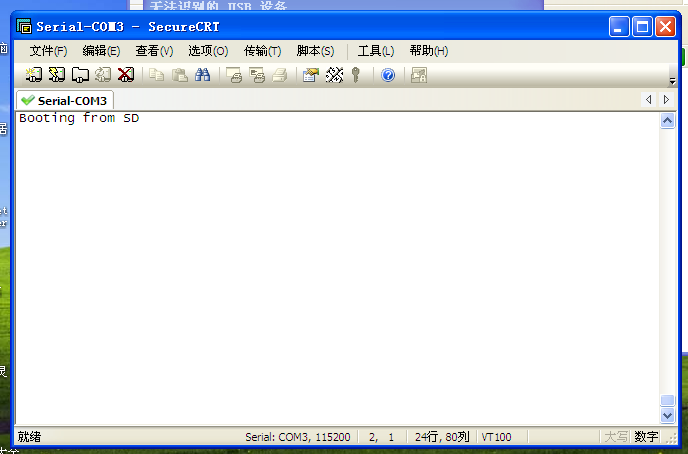 无法识别的 USB 设备
Serial-COM3 - SecureCRT
文件(F) 编辑(E) 查看(V) 选项(O) 传输(T) 脚本(S) 工具(L) 帮助(H)
Serial-COM3
Booting from SD
就绪 Serial: COM3, 115200 2, 1 24行, 80列 VT100 大写 数字